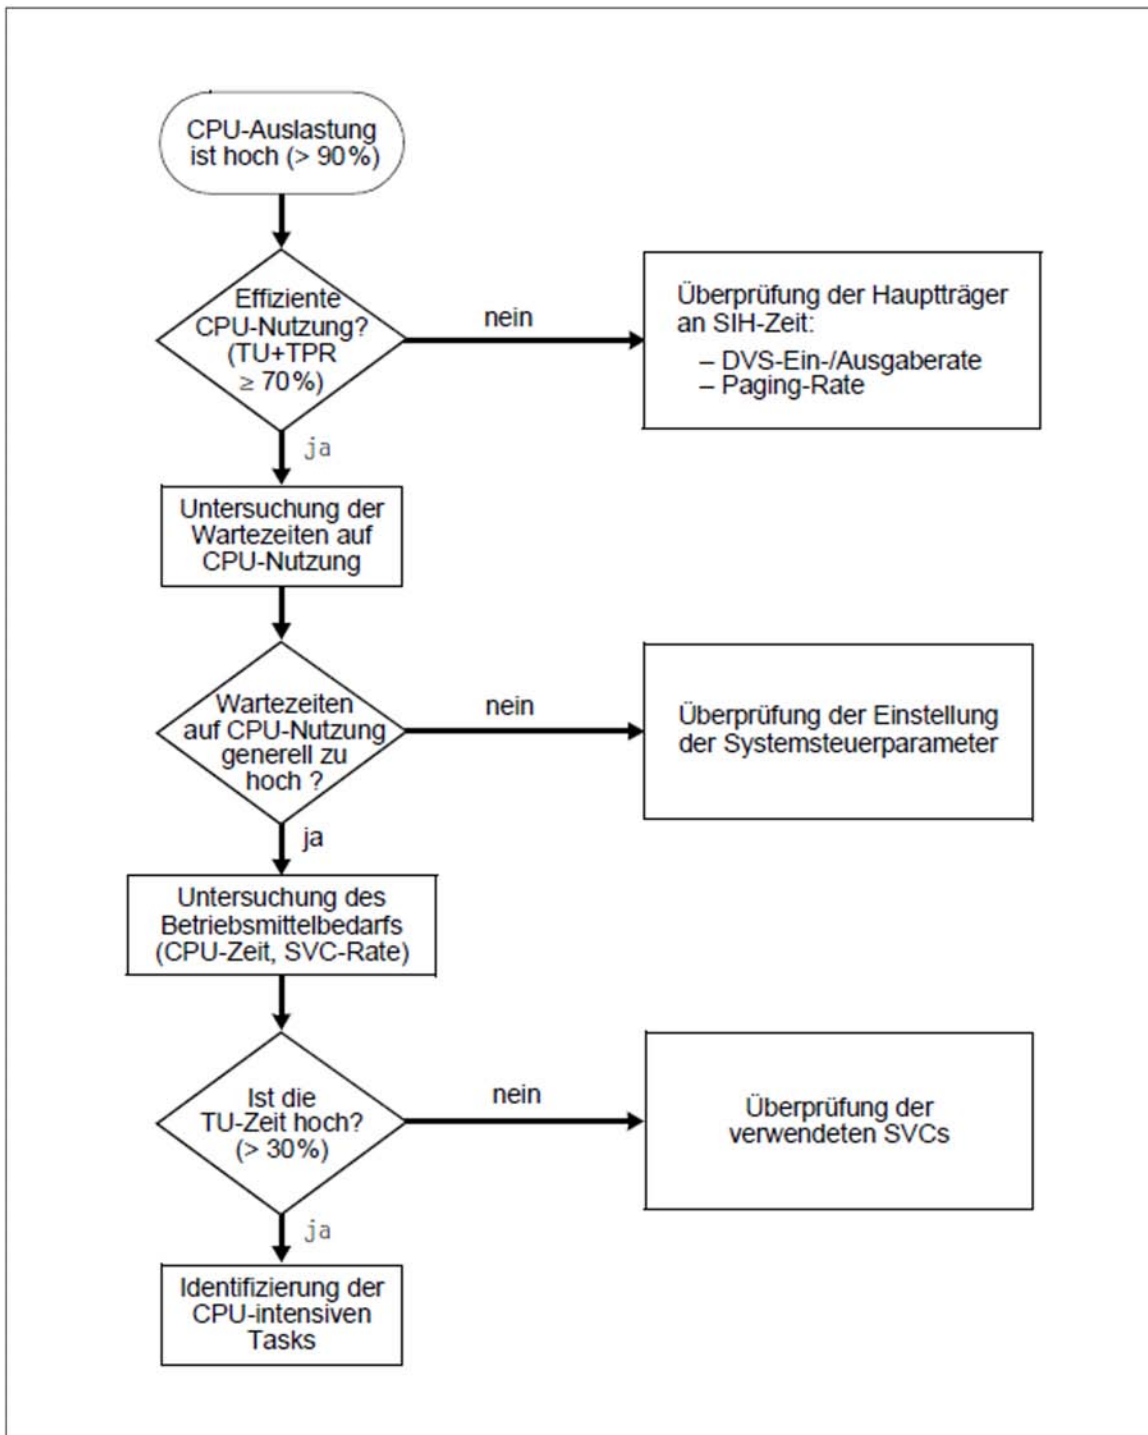 CPU-Auslastung
ist hoch (> 90%)
Effiziente
CPU-Nutzung?
(TU+TPR
≥ 70%)
nein
Überprüfung der Hauptträger
an SIH-Zeit:
– DVS-Ein-/Ausgaberate
– Paging-Rate
ja
Untersuchung der
Wartezeiten auf
CPU-Nutzung
Wartezeiten
auf CPU-Nutzung
generell zu
hoch ?
nein
Überprüfung der Einstellung
der Systemsteuerparameter
ja
Untersuchung des
Betriebsmittelbedarfs
(CPU-Zeit, SVC-Rate)
Ist die
TU-Zeit hoch?
(> 30%)
nein
Überprüfung der
verwendeten SVCs
ja
Identifizierung der
CPU-intensiven
Tasks